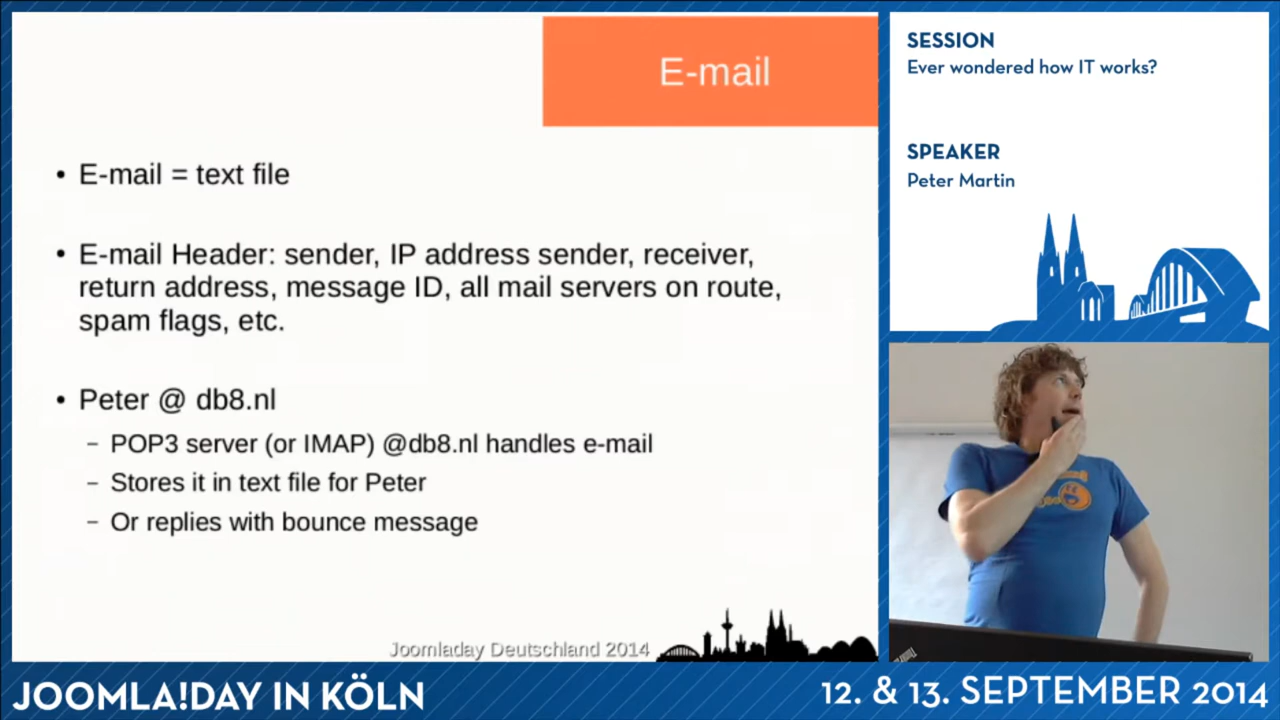 E-mail
• E-mail = text file
• E-mail Header: sender, IP address sender, receiver,
return address, message ID, all mail servers on route,
spam flags, etc.
• Peter @ db8.nl
– POP3 server (or IMAP) @db8.nl handles e-mail
– Stores it in text file for Peter
– Or replies with bounce message
Joomladay Deutschland 2014
SESSION
Ever wondered how IT works?
SPEAKER
Peter Martin
JOOMLA!DAY IN KÖLN
12. & 13. SEPTEMBER 2014